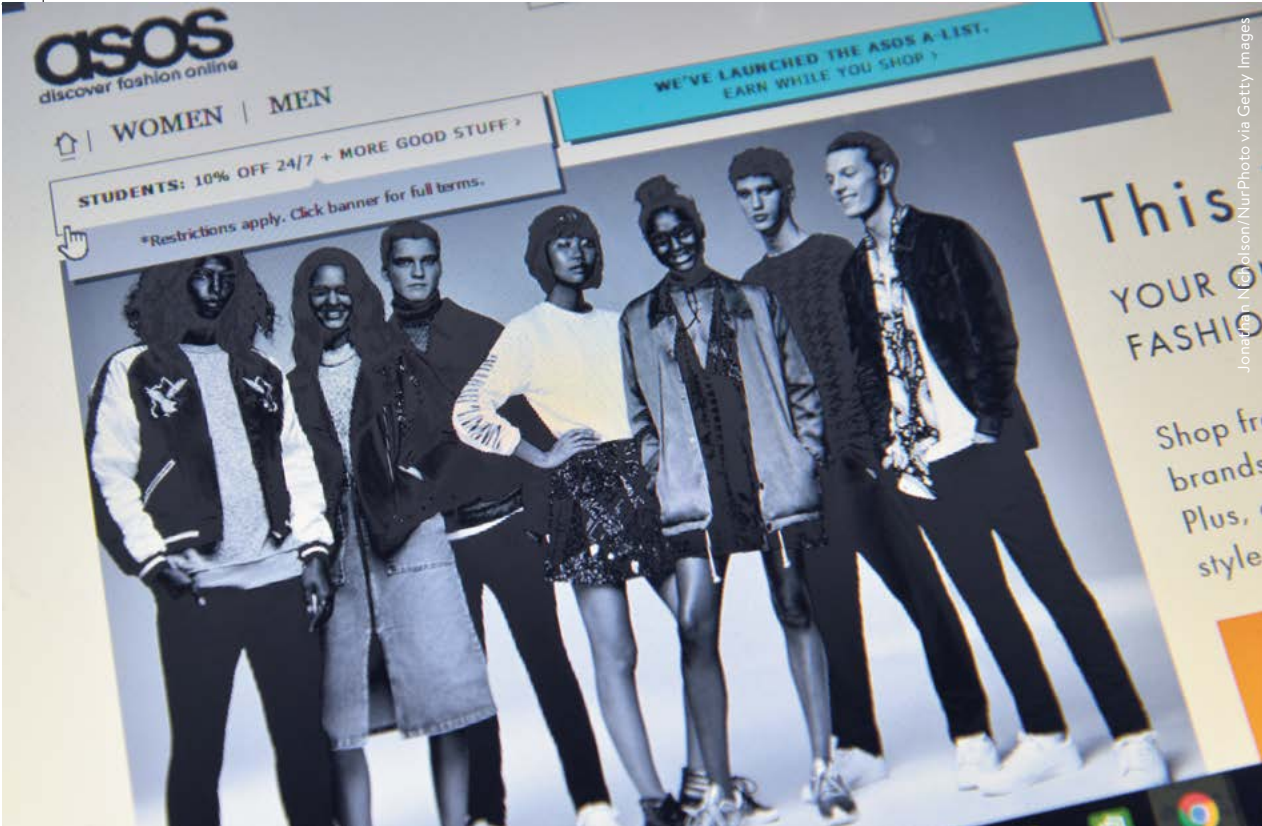 asos
discover fashion online
WOMEN | MEN
WE'VE LAUNCHED THE ASOS A-LIST.
EARN WHILE YOU SHOP >
STUDENTS: 10% OFF 24/7 + MORE GOOD STUFF >
*Restrictions apply. Click banner for full terms.
This
YOUR
FASHIO
Shop
brands
Plus,
style
Jonathan Nicholson/NurPhoto via Getty Images